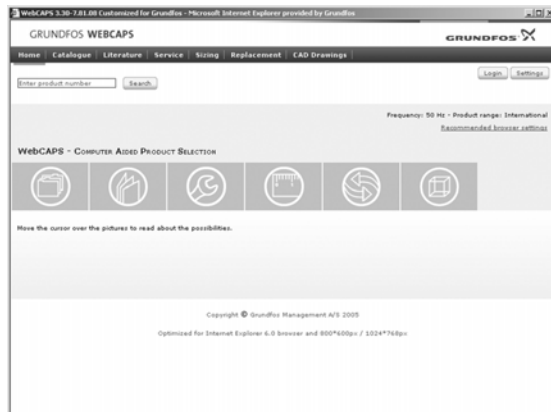 WebCAPS 3.30-7.81.08 Customized for Grundfos - Microsoft Internet Explorer provided by Grundfos
GRUNDFOS WEBCAPS
GRUNDFOS
Home Catalogue Literature Service Sizing Replacement CAD Drawings
Login Settings
Enter product number Search
Frequency: 50 Hz - Product range: International
Recommended browser settings
WebCAPS - Computer Aided Product Selection
Move the cursor over the pictures to read about the possibilities.
Copyright © Grundfos Management A/S 2005
Optimized for Internet Explorer 6.0 browser and 800*600px / 1024*768px